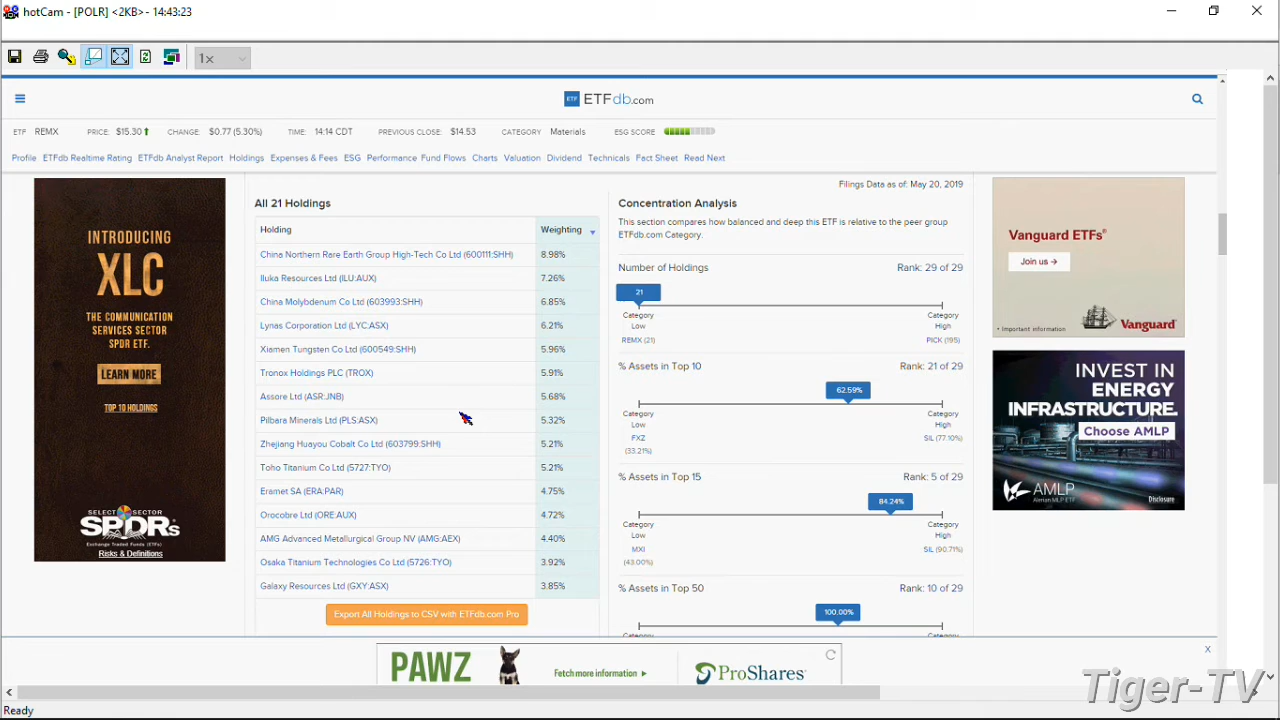 hotCam - [POLR] <2KB> - 14:43:23
1x
ETF ETFdb.com
ETF REMX PRICE: $15.30 CHANGE: $0.77 (5.30%) TIME: 14:14 CDT PREVIOUS CLOSE: $14.53 CATEGORY Materials ESG SCORE
Profile ETFdb Realtime Rating ETFdb Analyst Report Holdings Expenses & Fees ESG Performance Fund Flows Charts Valuation Dividend Technicals Fact Sheet Read Next
Filings Data as of: May 20, 2019
INTRODUCING
XLC
THE COMMUNICATION
SERVICES SECTOR
SPDR ETF.
LEARN MORE
TOP 10 HOLDINGS
SELECT SECTOR
SPDRs
Exchange Traded Funds (ETFs)
Risks & Definitions
All 21 Holdings
Holding Weighting
China Northern Rare Earth Group High-Tech Co Ltd (600111:SHH) 8.98%
Iluka Resources Ltd (ILU:AUX) 7.26%
China Molybdenum Co Ltd (603993:SHH) 6.85%
Lynas Corporation Ltd (LYC:ASX) 6.21%
Xiamen Tungsten Co Ltd (600549:SHH) 5.96%
Tronox Holdings PLC (TROX) 5.91%
Assore Ltd (ASR:JNB) 5.68%
Pilbara Minerals Ltd (PLS:ASX) 5.32%
Zhejiang Huayou Cobalt Co Ltd (603799:SHH) 5.21%
Toho Titanium Co Ltd (5727:TYO) 5.21%
Eramet SA (ERA:PAR) 4.75%
Orocobre Ltd (ORE:AUX) 4.72%
AMG Advanced Metallurgical Group NV (AMG:AEX) 4.40%
Osaka Titanium Technologies Co Ltd (5726:TYO) 3.92%
Galaxy Resources Ltd (GXY:ASX) 3.85%
Export All Holdings to CSV with ETFdb.com Pro
Concentration Analysis
This section compares how balanced and deep this ETF is relative to the peer group
ETFdb.com Category.
Number of Holdings Rank: 29 of 29
21
Category Category
Low High
REMX (21) PICK (195)
% Assets in Top 10 Rank: 21 of 29
62.59%
Category Category
Low High
FXZ SIL (77.10%)
(33.21%)
% Assets in Top 15 Rank: 5 of 29
84.24%
Category Category
Low High
MXI SIL (90.71%)
(43.00%)
% Assets in Top 50 Rank: 10 of 29
100.00%
Category Category
Vanguard ETFs®
Join us →
• Important information Vanguard
INVEST IN
ENERGY
INFRASTRUCTURE.
Choose AMLP
AMLP
Alerian MLP ETF Disclosure
x
PAWZ Fetch more information ProShares
Tiger-TV
Ready